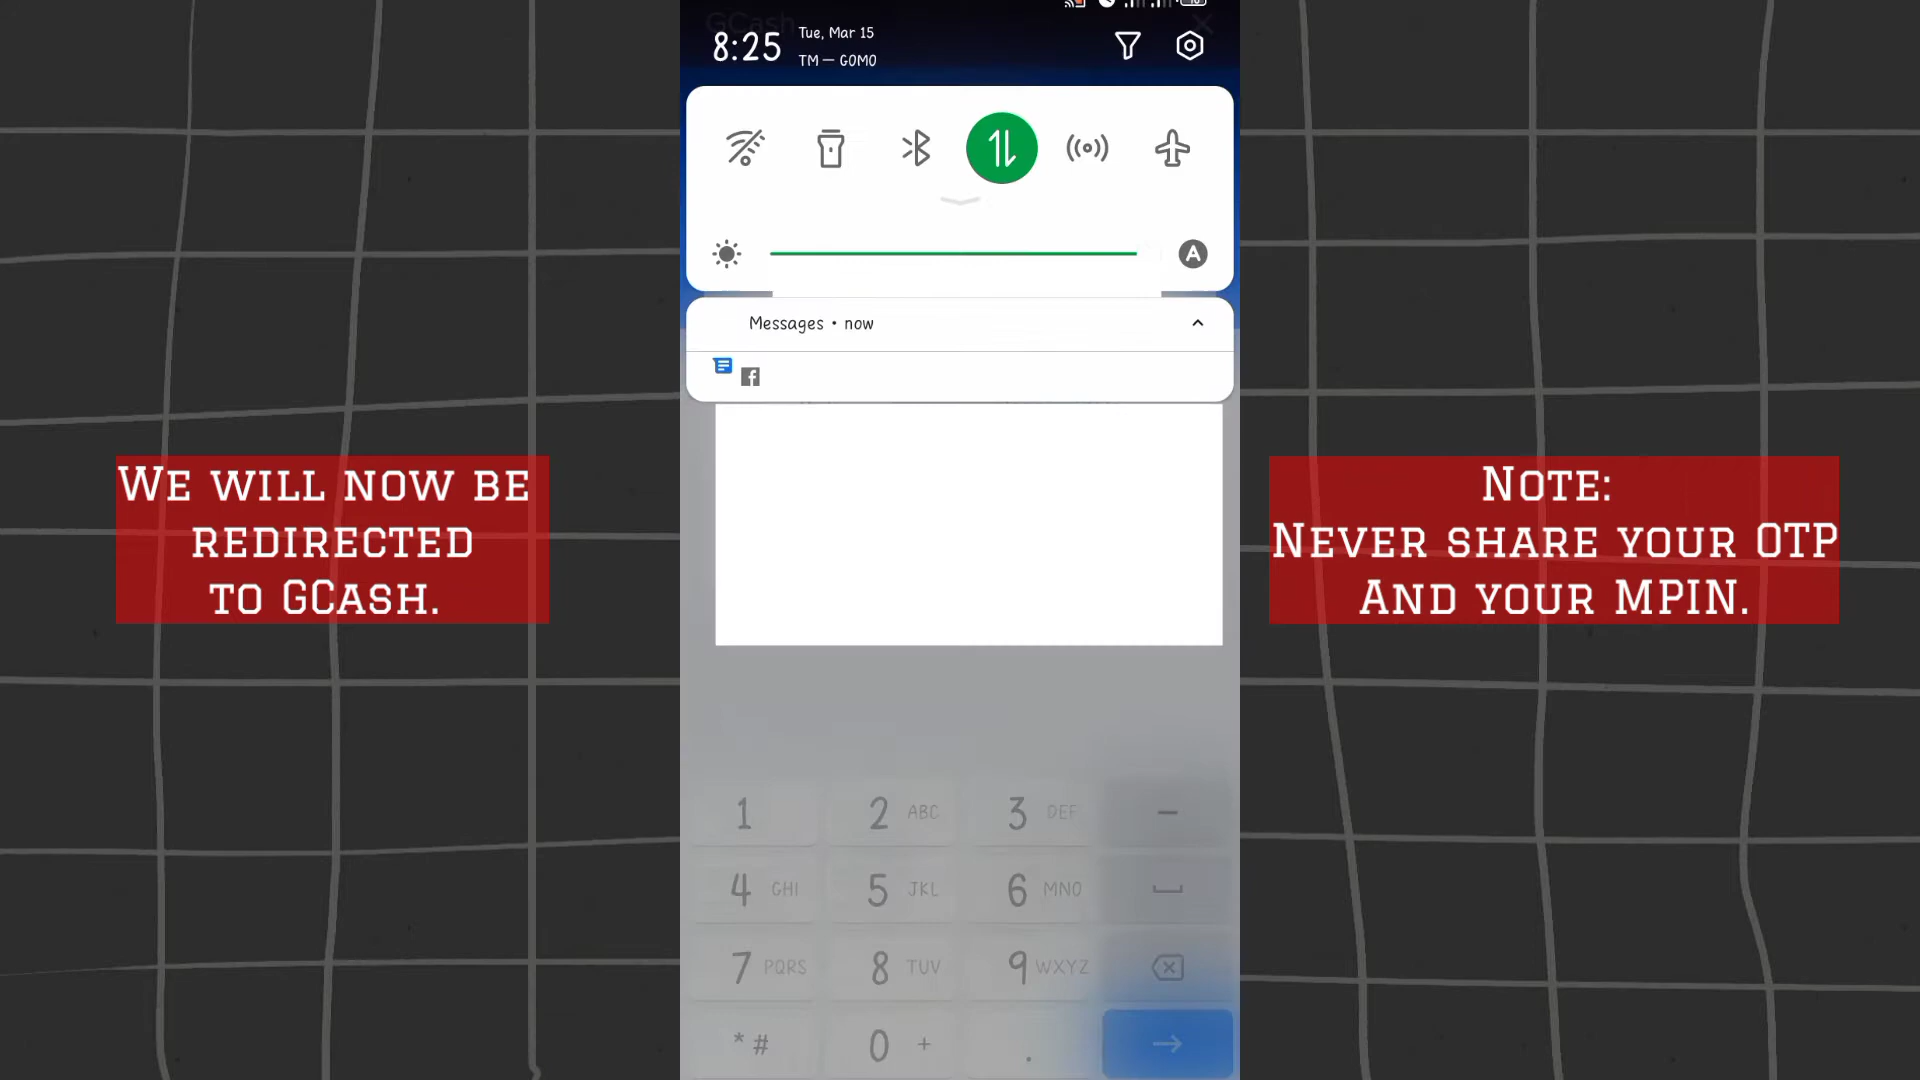 GCash
8:25
Tue, Mar 15
TM — GOMO
A
Messages • now
We will now be
redirected
to GCash.
Note:
Never share your OTP
And your MPIN.
1
2 ABC
3 DEF
–
4 GHI
5 JKL
6 MNO
7 PQRS
8 TUV
9 WXYZ
* #
0 +
.